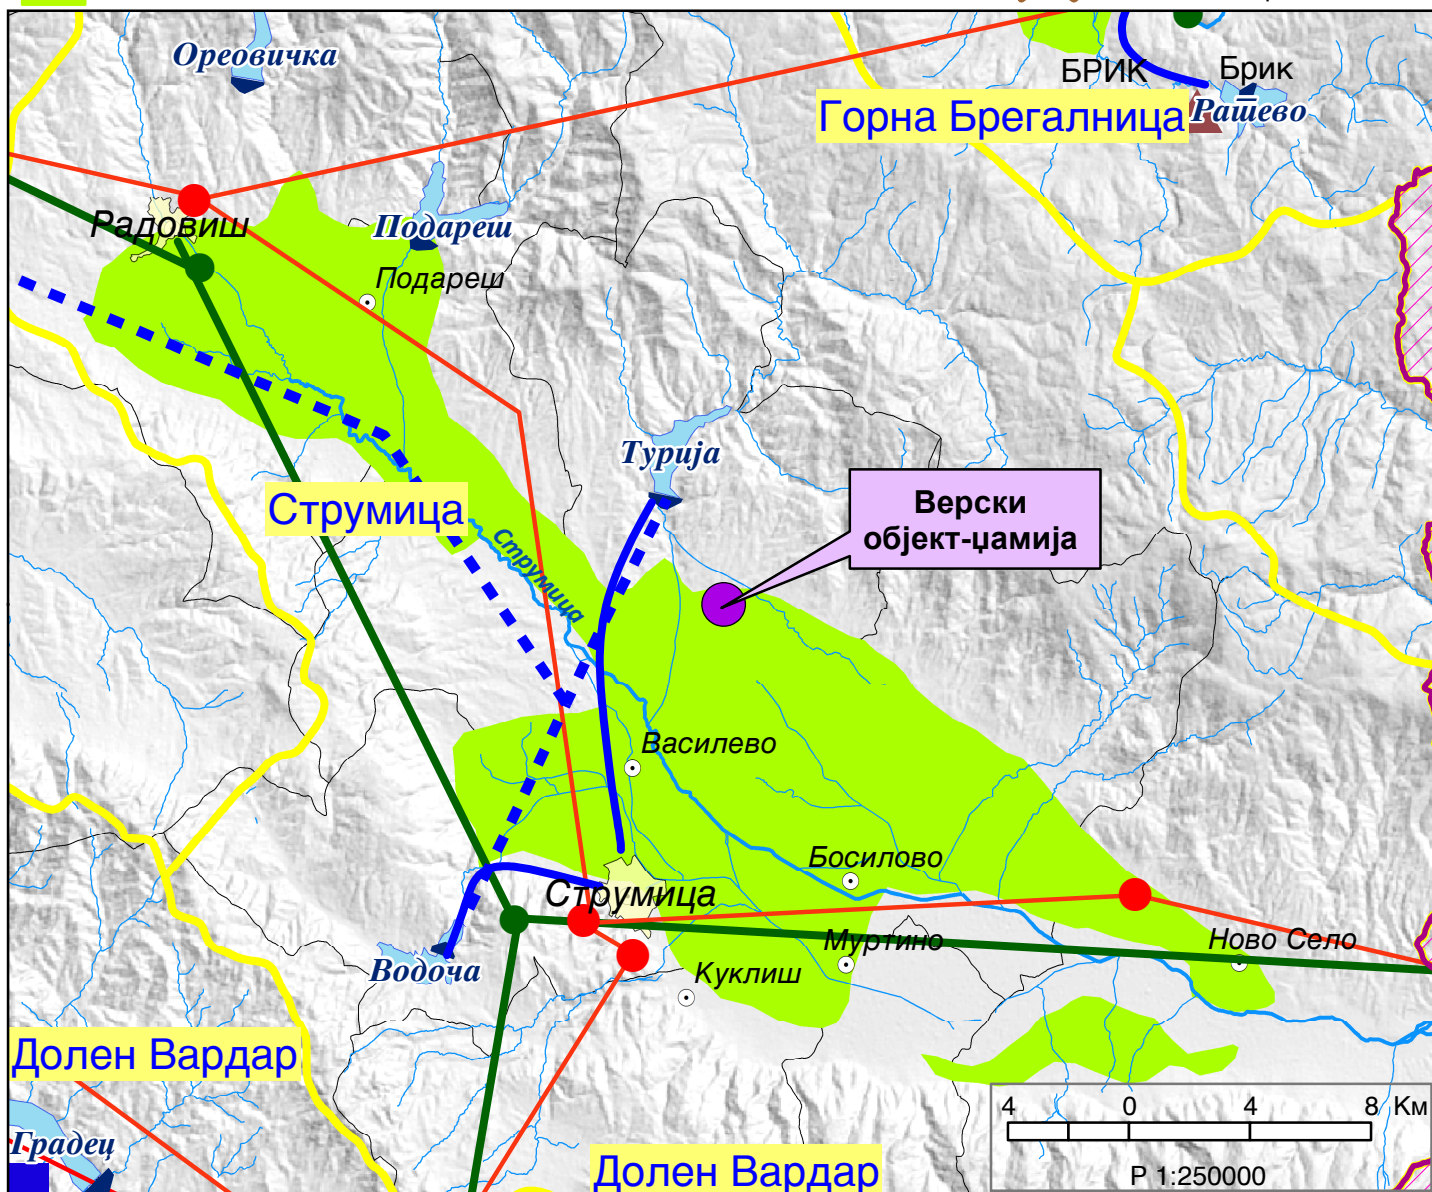 Ореовичка
БРИК
Брик
Рашево
Горна Брегалница
Радовиш
Подареш
Подареш
Турија
Струмица
Струмица
Верски
објект-џамија
Василево
Босилово
Струмица
Муртино
Ново Село
Водоча
Куклиш
Долен Вардар
4 0 4 8 Км
Градец
Долен Вардар
Р 1:250000